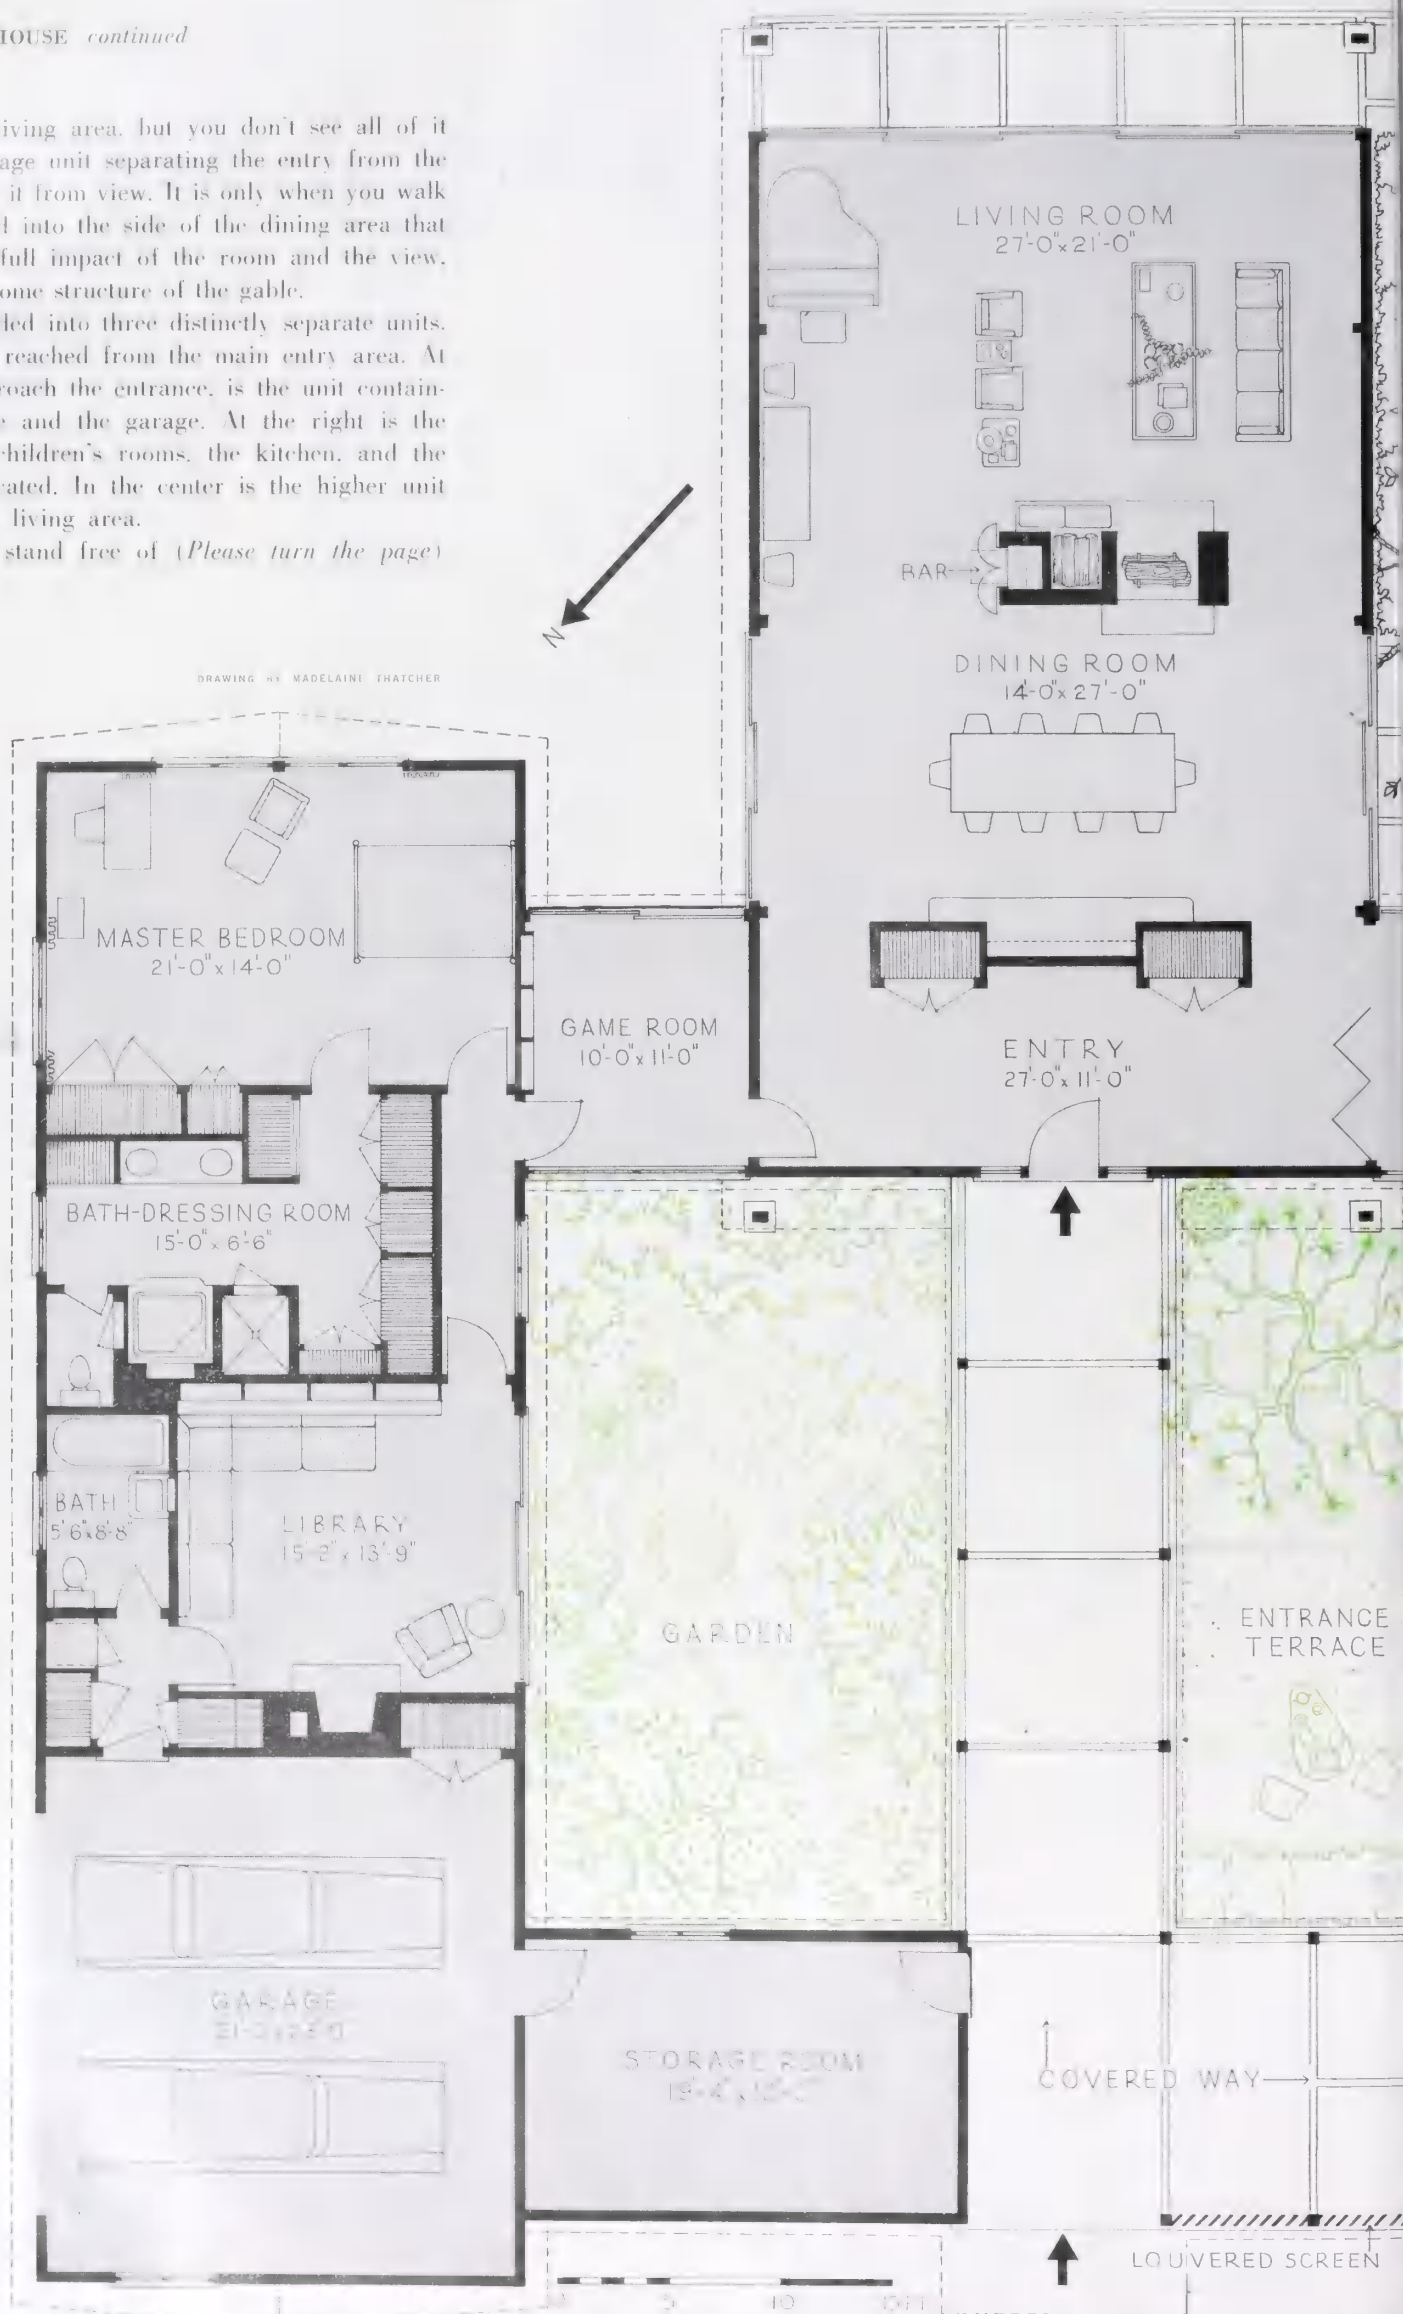 HOUSE continued
iving area, but you don't see all of it
age unit separating the entry from the
it from view. It is only when you walk
l into the side of the dining area that
full impact of the room and the view,
ome structure of the gable.
led into three distinctly separate units,
reached from the main entry area. At
roach the entrance, is the unit contain-
e and the garage. At the right is the
children's rooms, the kitchen, and the
cated. In the center is the higher unit
living area.
stand free of (Please turn the page)
DRAWING BY MADELAINE THATCHER
N
LIVING ROOM
27'-0" x 21'-0"
BAR
DINING ROOM
14'-0" x 27'-0"
MASTER BEDROOM
21'-0" x 14'-0"
GAME ROOM
10'-0" x 11'-0"
ENTRY
27'-0" x 11'-0"
BATH-DRESSING ROOM
15'-0" x 6'-6"
BATH
5'6" x 8'-8"
LIBRARY
15'-2" x 13'-9"
GARDEN
ENTRANCE
TERRACE
GARAGE
STORAGE ROOM
COVERED WAY
LOUVERED SCREEN
5 10